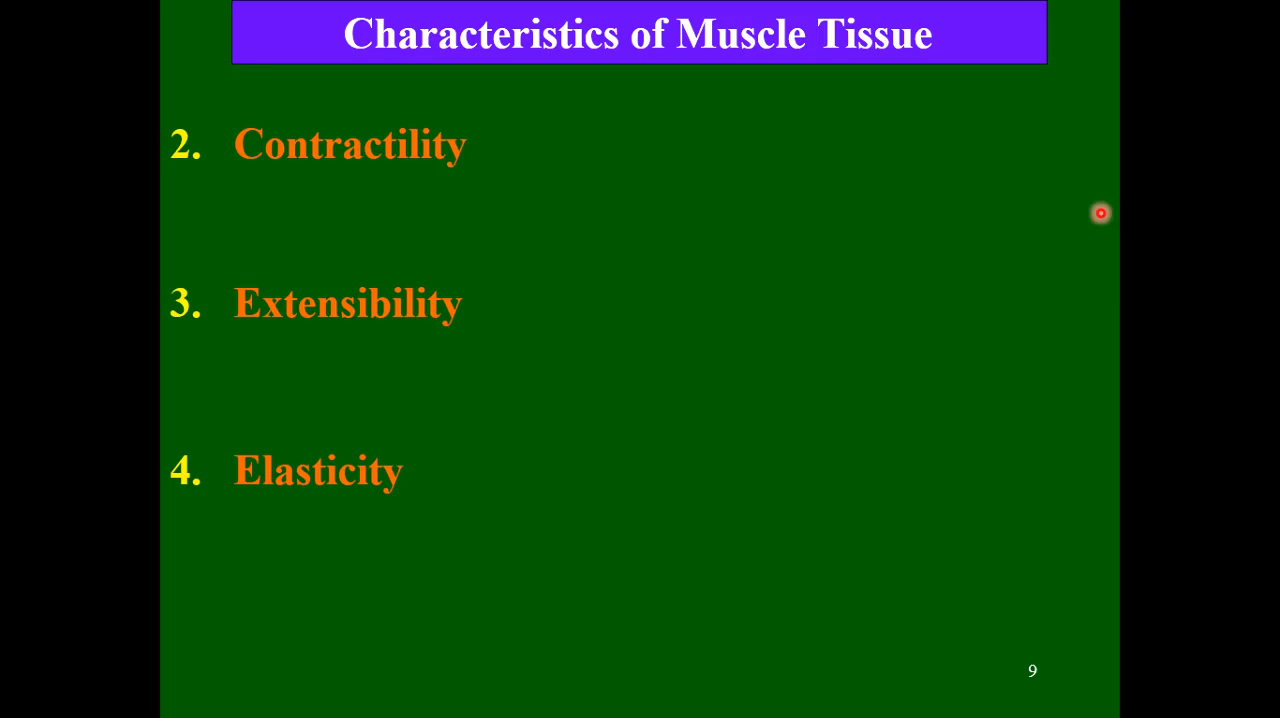 Characteristics of Muscle Tissue
2. Contractility
3. Extensibility
4. Elasticity
9